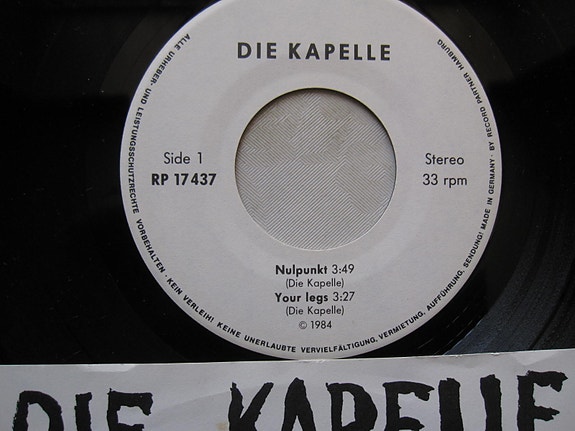 DIE KAPELLE
Side 1
RP 17 437
Stereo
33 rpm
Nulpunkt 3:49
(Die Kapelle)
Your legs 3:27
(Die Kapelle)
© 1984
ALLE URHEBER- UND LEISTUNGSSCHUTZRECHTE VORBEHALTEN · KEIN VERLEIH! KEINE UNERLAUBTE VERVIELFÄLTIGUNG, VERMIETUNG, AUFFÜHRUNG, SENDUNG! MADE IN GERMANY · BY RECORD PARTNER HAMBURG
DIE KAPELLE